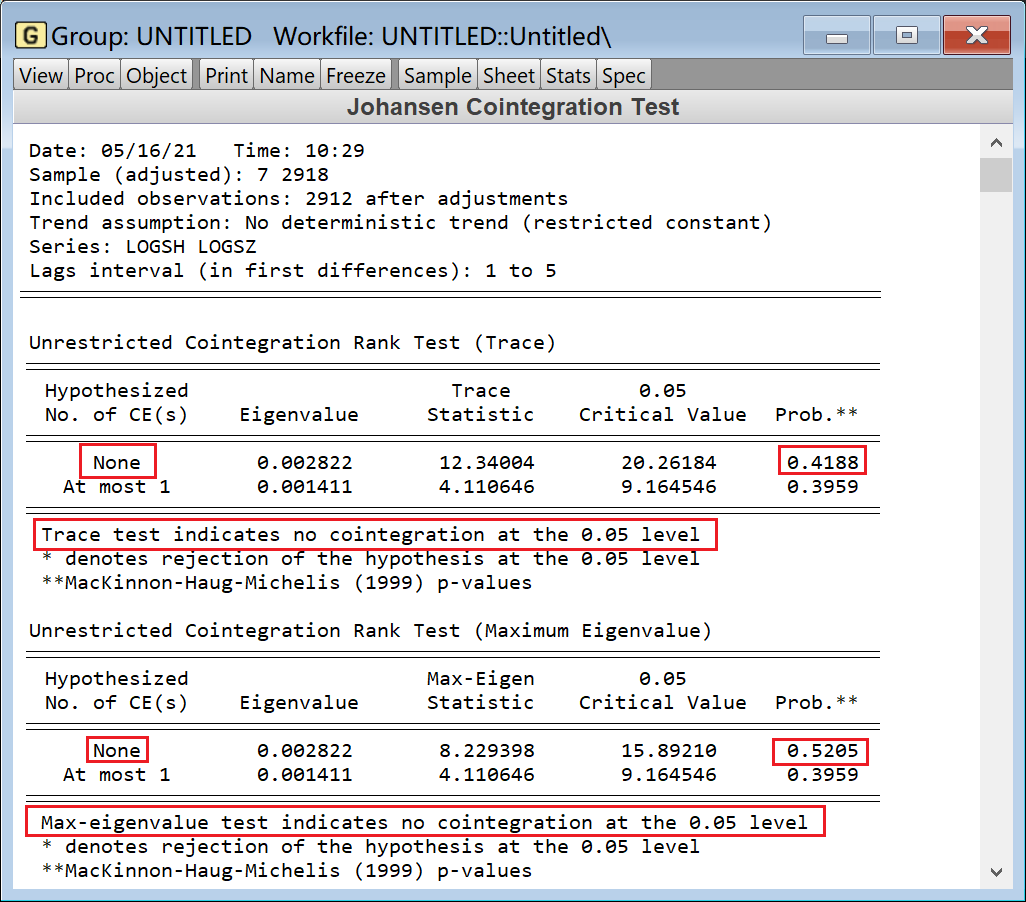 G Group: UNTITLED Workfile: UNTITLED::Untitled\
View Proc Object Print Name Freeze Sample Sheet Stats Spec
Johansen Cointegration Test
Date: 05/16/21 Time: 10:29
Sample (adjusted): 7 2918
Included observations: 2912 after adjustments
Trend assumption: No deterministic trend (restricted constant)
Series: LOGSH LOGSZ
Lags interval (in first differences): 1 to 5
Unrestricted Cointegration Rank Test (Trace)
Hypothesized Trace 0.05
No. of CE(s) Eigenvalue Statistic Critical Value Prob.**
None 0.002822 12.34004 20.26184 0.4188
At most 1 0.001411 4.110646 9.164546 0.3959
Trace test indicates no cointegration at the 0.05 level
* denotes rejection of the hypothesis at the 0.05 level
**MacKinnon-Haug-Michelis (1999) p-values
Unrestricted Cointegration Rank Test (Maximum Eigenvalue)
Hypothesized Max-Eigen 0.05
No. of CE(s) Eigenvalue Statistic Critical Value Prob.**
None 0.002822 8.229398 15.89210 0.5205
At most 1 0.001411 4.110646 9.164546 0.3959
Max-eigenvalue test indicates no cointegration at the 0.05 level
* denotes rejection of the hypothesis at the 0.05 level
**MacKinnon-Haug-Michelis (1999) p-values